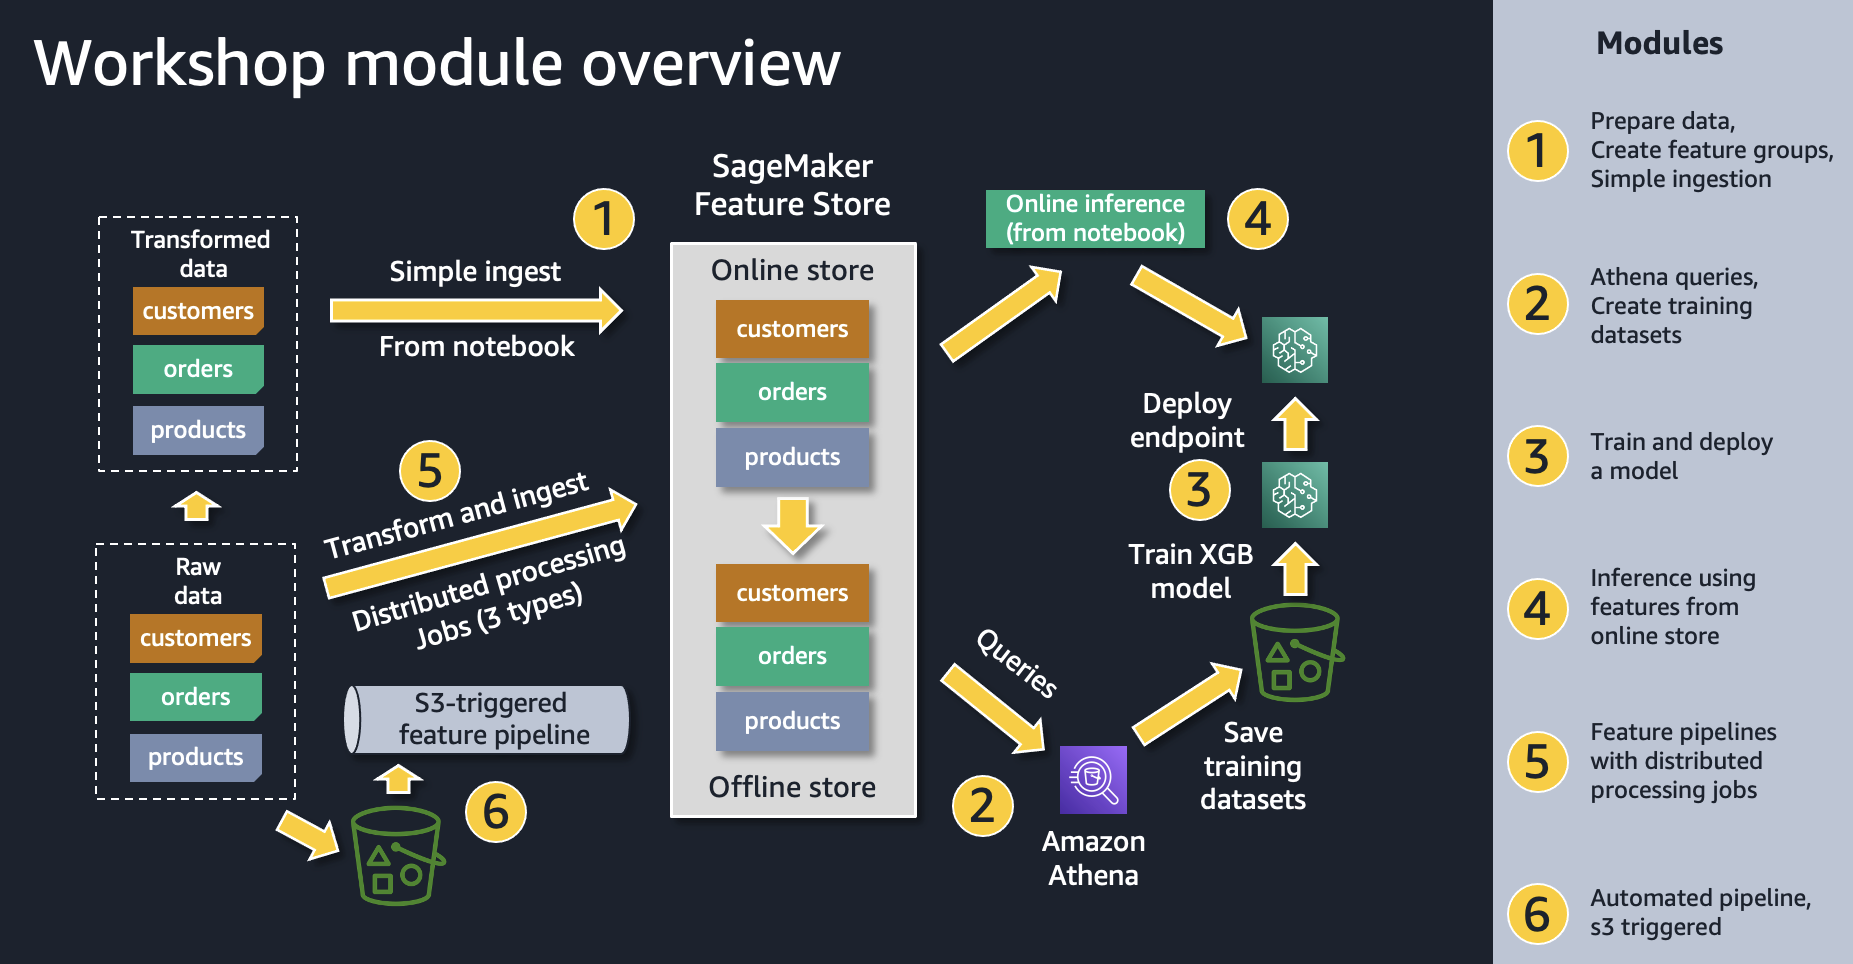 Workshop module overview
Transformed
data
customers
orders
products
Raw
data
customers
orders
products
1
Simple ingest
From notebook
5
Transform and ingest
Distributed processing
Jobs (3 types)
S3-triggered
feature pipeline
6
SageMaker
Feature Store
Online store
customers
orders
products
customers
orders
products
Offline store
Online inference
(from notebook)
4
Deploy
endpoint
3
Train XGB
model
Queries
2
Amazon
Athena
Save
training
datasets
Modules
1
Prepare data,
Create feature groups,
Simple ingestion
2
Athena queries,
Create training
datasets
3
Train and deploy
a model
4
Inference using
features from
online store
5
Feature pipelines
with distributed
processing jobs
6
Automated pipeline,
s3 triggered